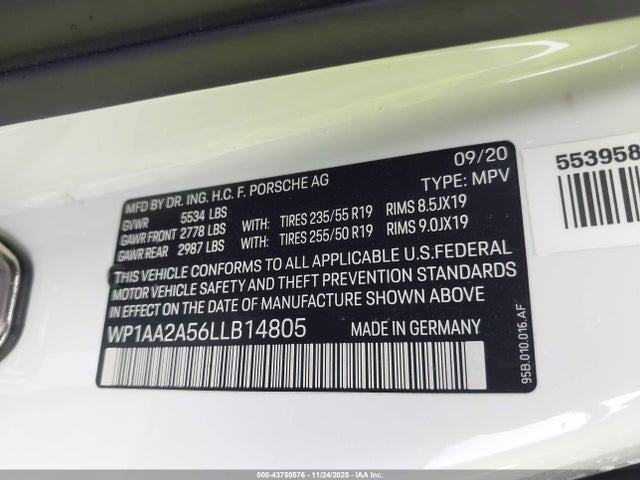 09/20
MFD BY DR. ING. H.C. F. PORSCHE AG TYPE: MPV
GVWR 5534 LBS
GAWR FRONT 2778 LBS WITH: TIRES 235/55 R19 RIMS 8.5JX19
GAWR REAR 2987 LBS WITH: TIRES 255/50 R19 RIMS 9.0JX19
THIS VEHICLE CONFORMS TO ALL APPLICABLE U.S.FEDERAL
MOTOR VEHICLE SAFETY AND THEFT PREVENTION STANDARDS
IN EFFECT ON THE DATE OF MANUFACTURE SHOWN ABOVE
WP1AA2A56LLB14805 MADE IN GERMANY
95B.010.016.AF
553958
000-43750576 - 11/24/2025 - IAA Inc.